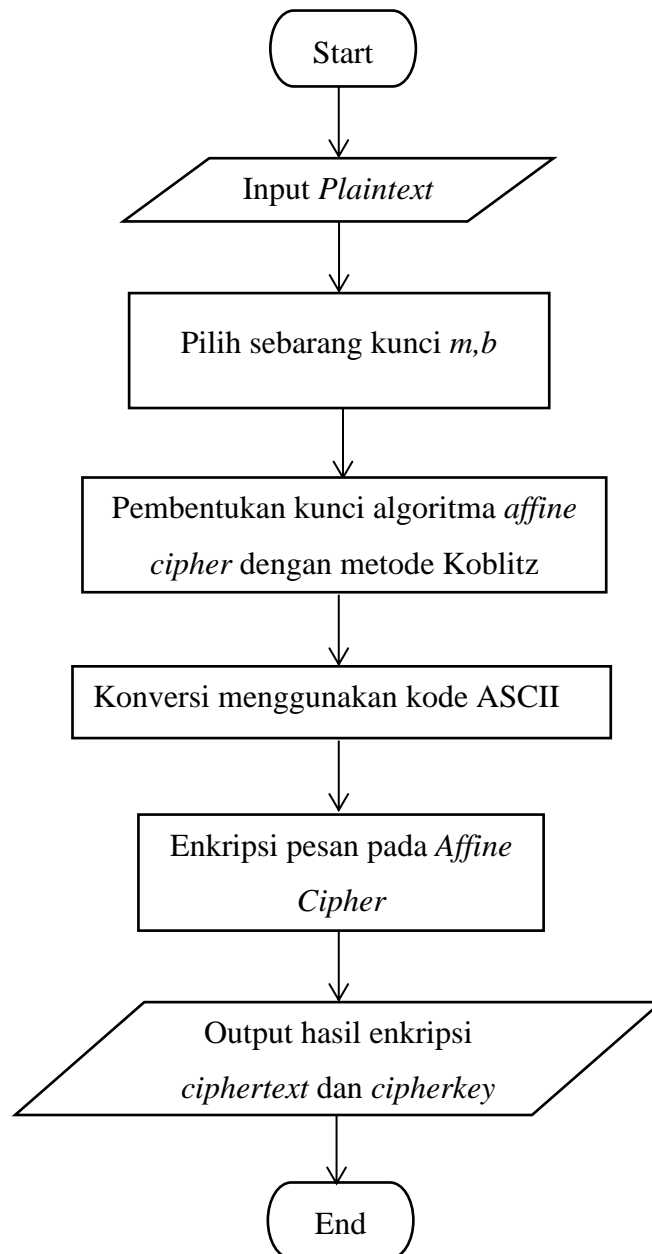 Start
Input Plaintext
Pilih sebarang kunci m,b
Pembentukan kunci algoritma affine
cipher dengan metode Koblitz
Konversi menggunakan kode ASCII
Enkripsi pesan pada Affine
Cipher
Output hasil enkripsi
ciphertext dan cipherkey
End